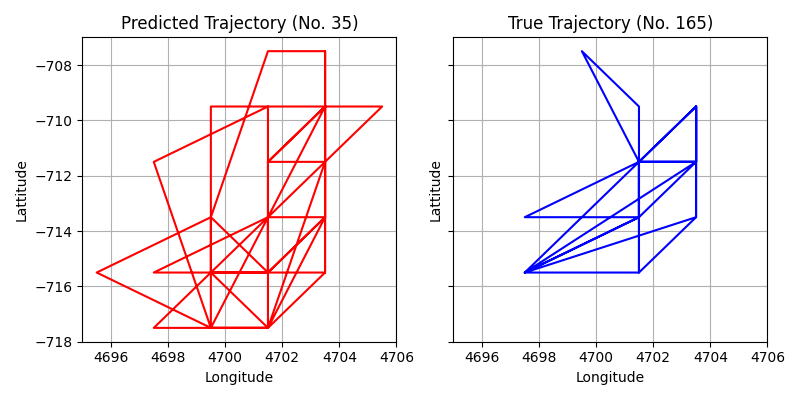 Predicted Trajectory (No. 35)
True Trajectory (No. 165)
−708
−710
−712
−714
−716
−718
Lattitude
Lattitude
4696 4698 4700 4702 4704 4706
4696 4698 4700 4702 4704 4706
Longitude
Longitude